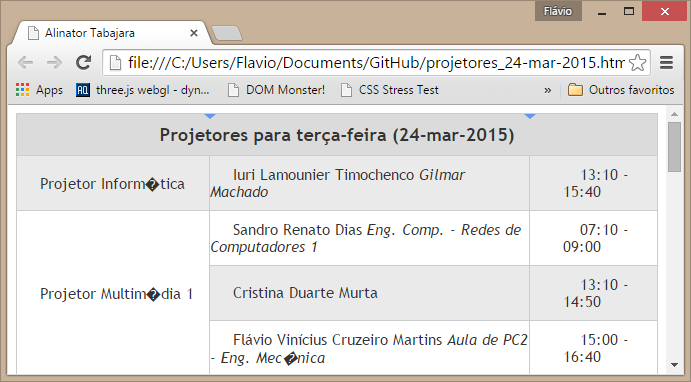 Flávio
Alinator Tabajara
file:///C:/Users/Flavio/Documents/GitHub/projetores_24-mar-2015.htm
Apps
three.js webgl - dyn...
DOM Monster!
CSS Stress Test
»
Outros favoritos
Projetores para terça-feira (24-mar-2015)
Projetor Inform�tica
Iuri Lamounier Timochenco Gilmar
Machado
13:10 -
15:40
Projetor Multim�dia 1
Sandro Renato Dias Eng. Comp. - Redes de
Computadores 1
07:10 -
09:00
Cristina Duarte Murta
13:10 -
14:50
Flávio Vinícius Cruzeiro Martins Aula de PC2
- Eng. Mec�nica
15:00 -
16:40